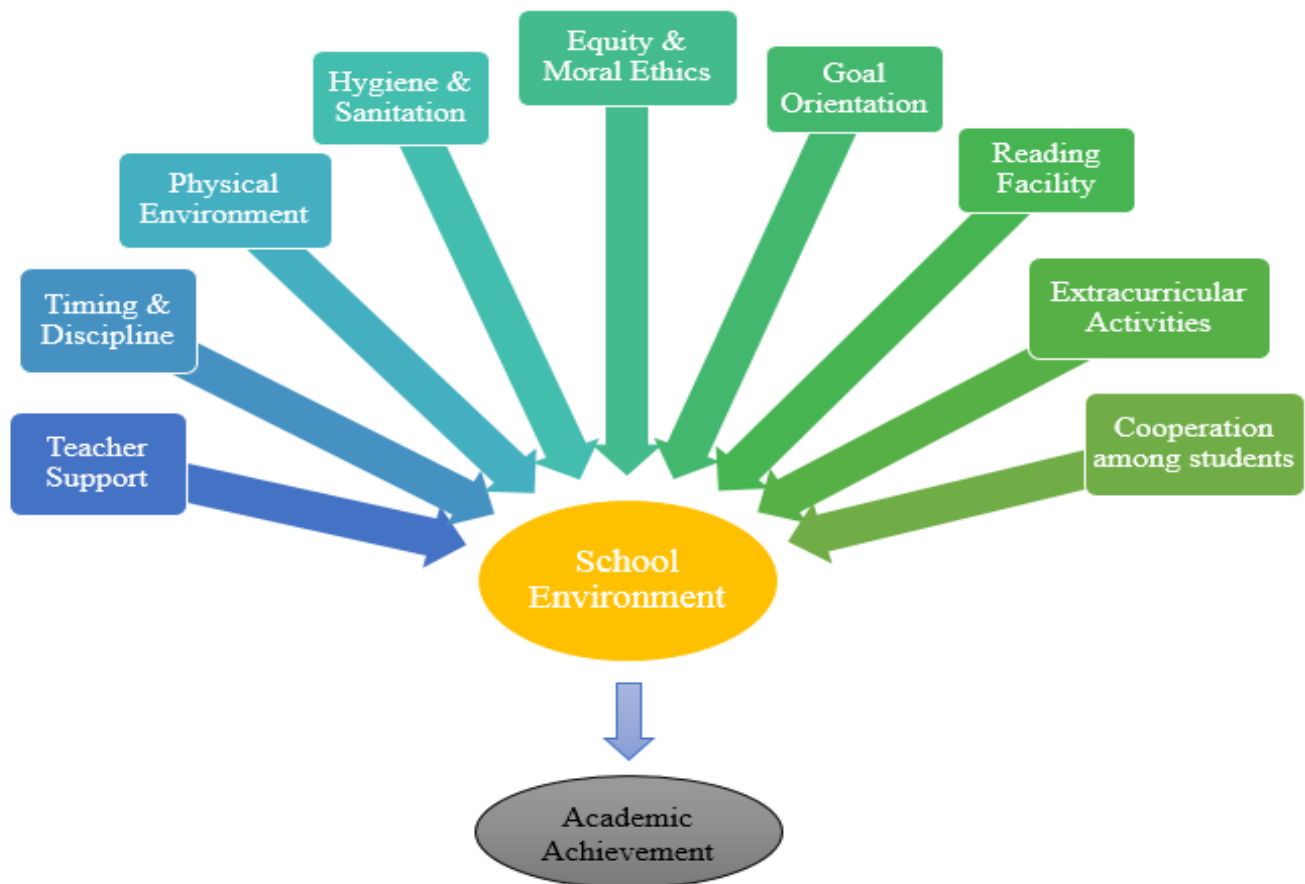 Equity &
Moral Ethics
Goal
Orientation
Hygiene &
Sanitation
Reading
Facility
Physical
Environment
Extracurricular
Activities
Timing &
Discipline
Cooperation
among students
Teacher
Support
School
Environment
Academic
Achievement